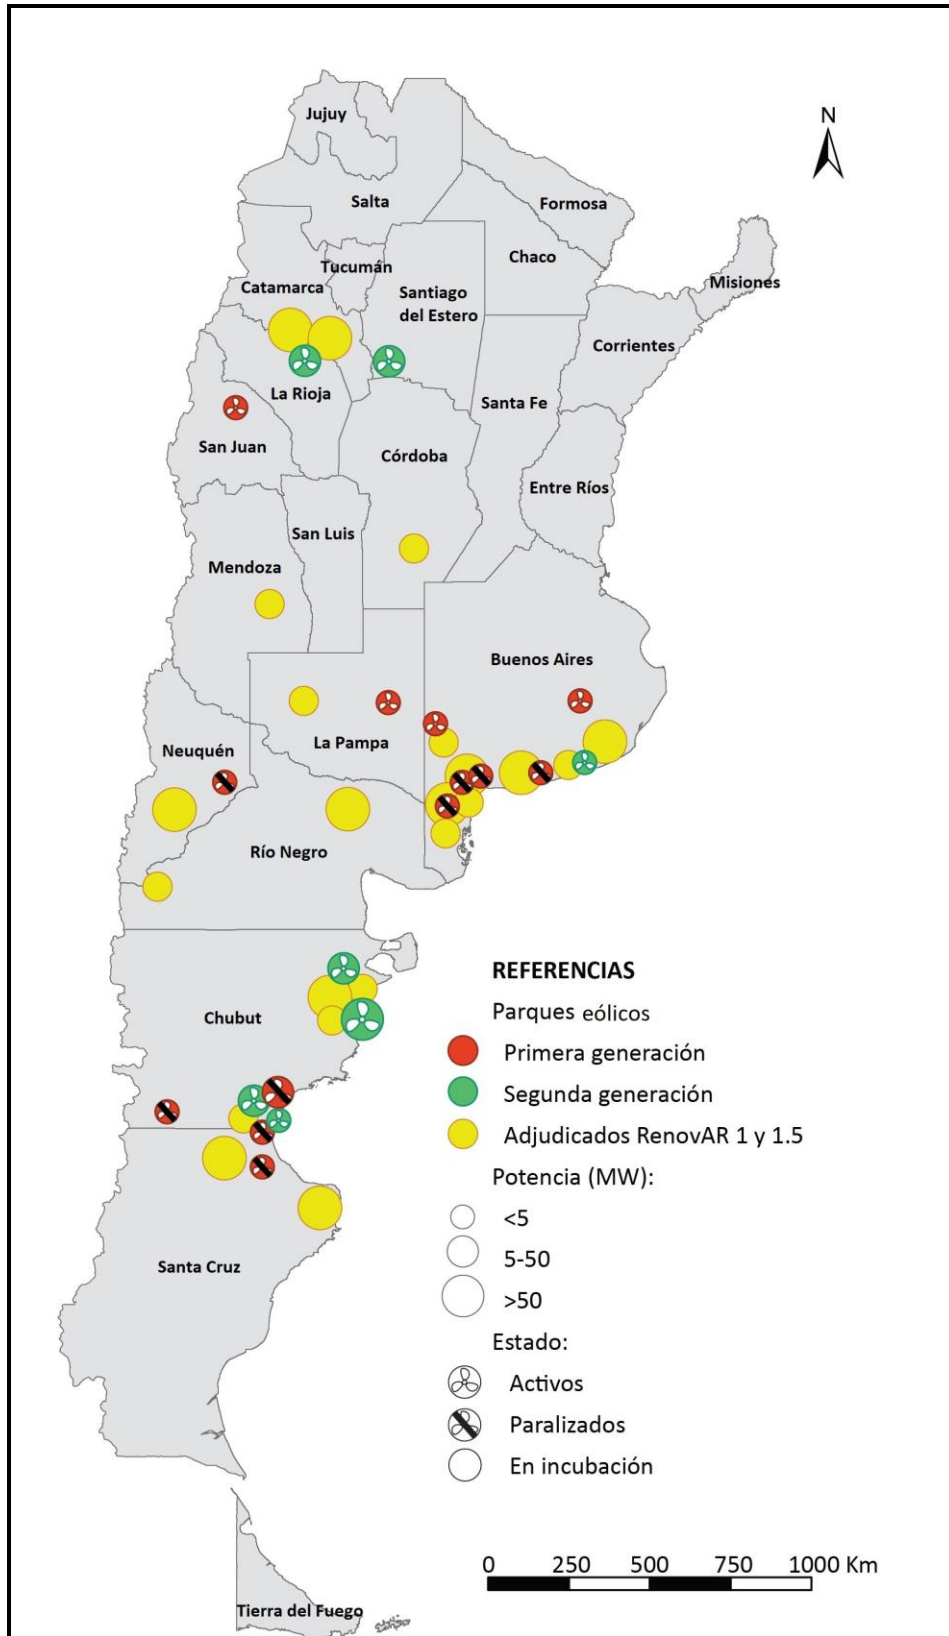 Jujuy
N
Salta
Formosa
Chaco
Tucumán
Misiones
Catamarca
Santiago
del Estero
Corrientes
La Rioja
Santa Fe
San Juan
Córdoba
Entre Ríos
San Luis
Mendoza
Buenos Aires
La Pampa
Neuquén
Río Negro
Chubut
Santa Cruz
Tierra del Fuego
REFERENCIAS
Parques eólicos
Primera generación
Segunda generación
Adjudicados RenovAR 1 y 1.5
Potencia (MW):
<5
5-50
>50
Estado:
Activos
Paralizados
En incubación
0 250 500 750 1000 Km